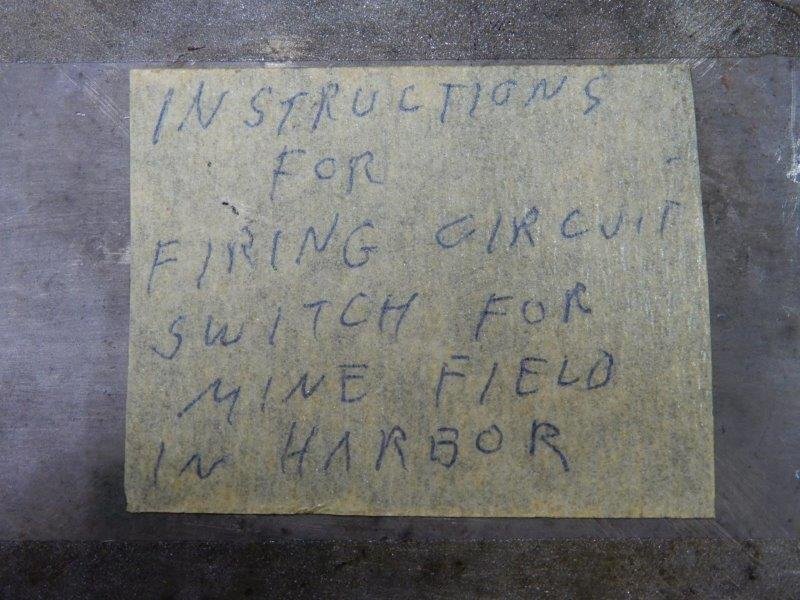 INSTRUCTIONS
FOR
FIRING CIRCUIT
SWITCH FOR
MINE FIELD
IN HARBOR